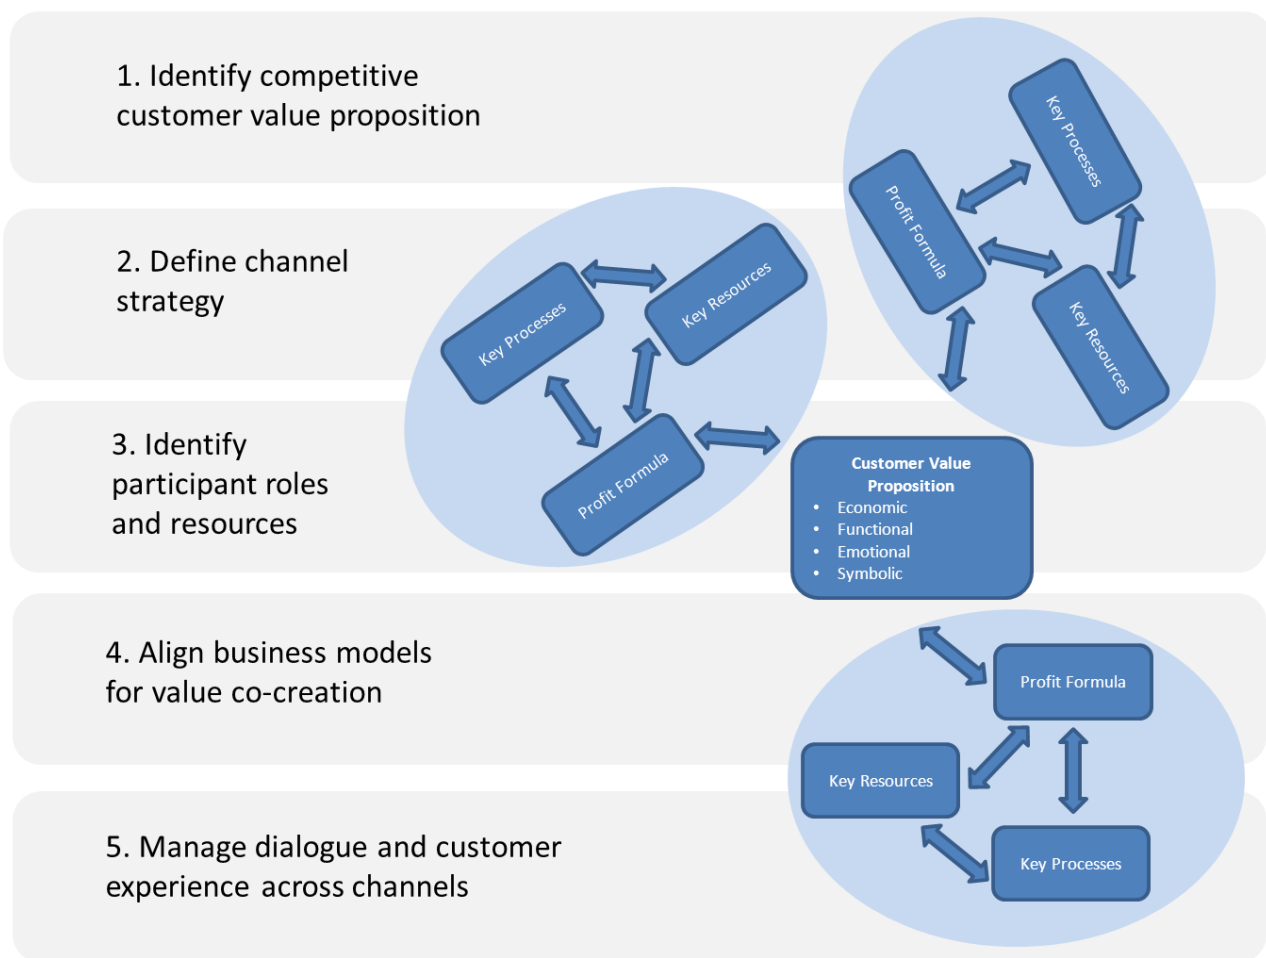 1. Identify competitive
customer value proposition
2. Define channel
strategy
3. Identify
participant roles
and resources
4. Align business models
for value co-creation
5. Manage dialogue and customer
experience across channels
Key Processes
Key Resources
Profit Formula
Key Processes
Profit Formula
Key Resources
Customer Value
Proposition
• Economic
• Functional
• Emotional
• Symbolic
Profit Formula
Key Resources
Key Processes